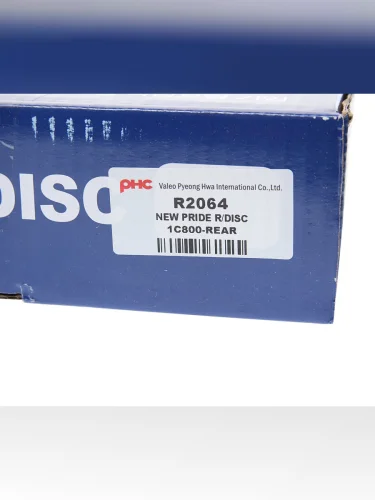 DISC
PHC Valeo Pyeong Hwa International Co.,Ltd.
R2064
NEW PRIDE R/DISC
1C800-REAR